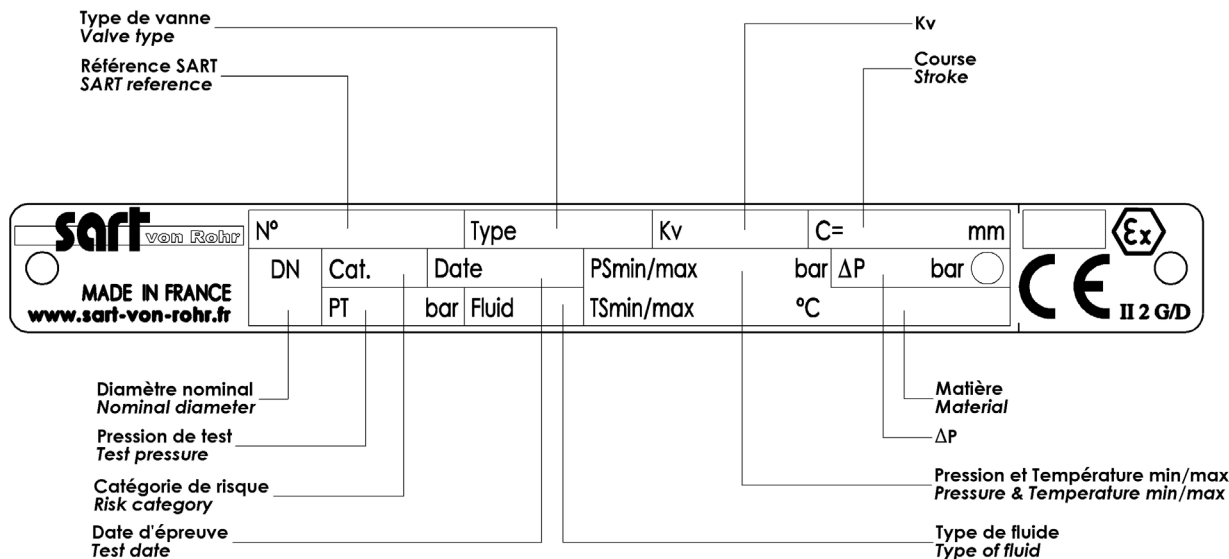 Type de vanne
Valve type
Référence SART
SART reference
Kv
Course
Stroke
sart von Rohr
MADE IN FRANCE
www.sart-von-rohr.fr
N° Type Kv C= mm
DN Cat. Date PSmin/max bar ΔP bar
PT bar Fluid TSmin/max °C
Ex
CE II 2 G/D
Diamètre nominal
Nominal diameter
Pression de test
Test pressure
Catégorie de risque
Risk category
Date d'épreuve
Test date
Matière
Material
ΔP
Pression et Température min/max
Pressure & Temperature min/max
Type de fluide
Type of fluid